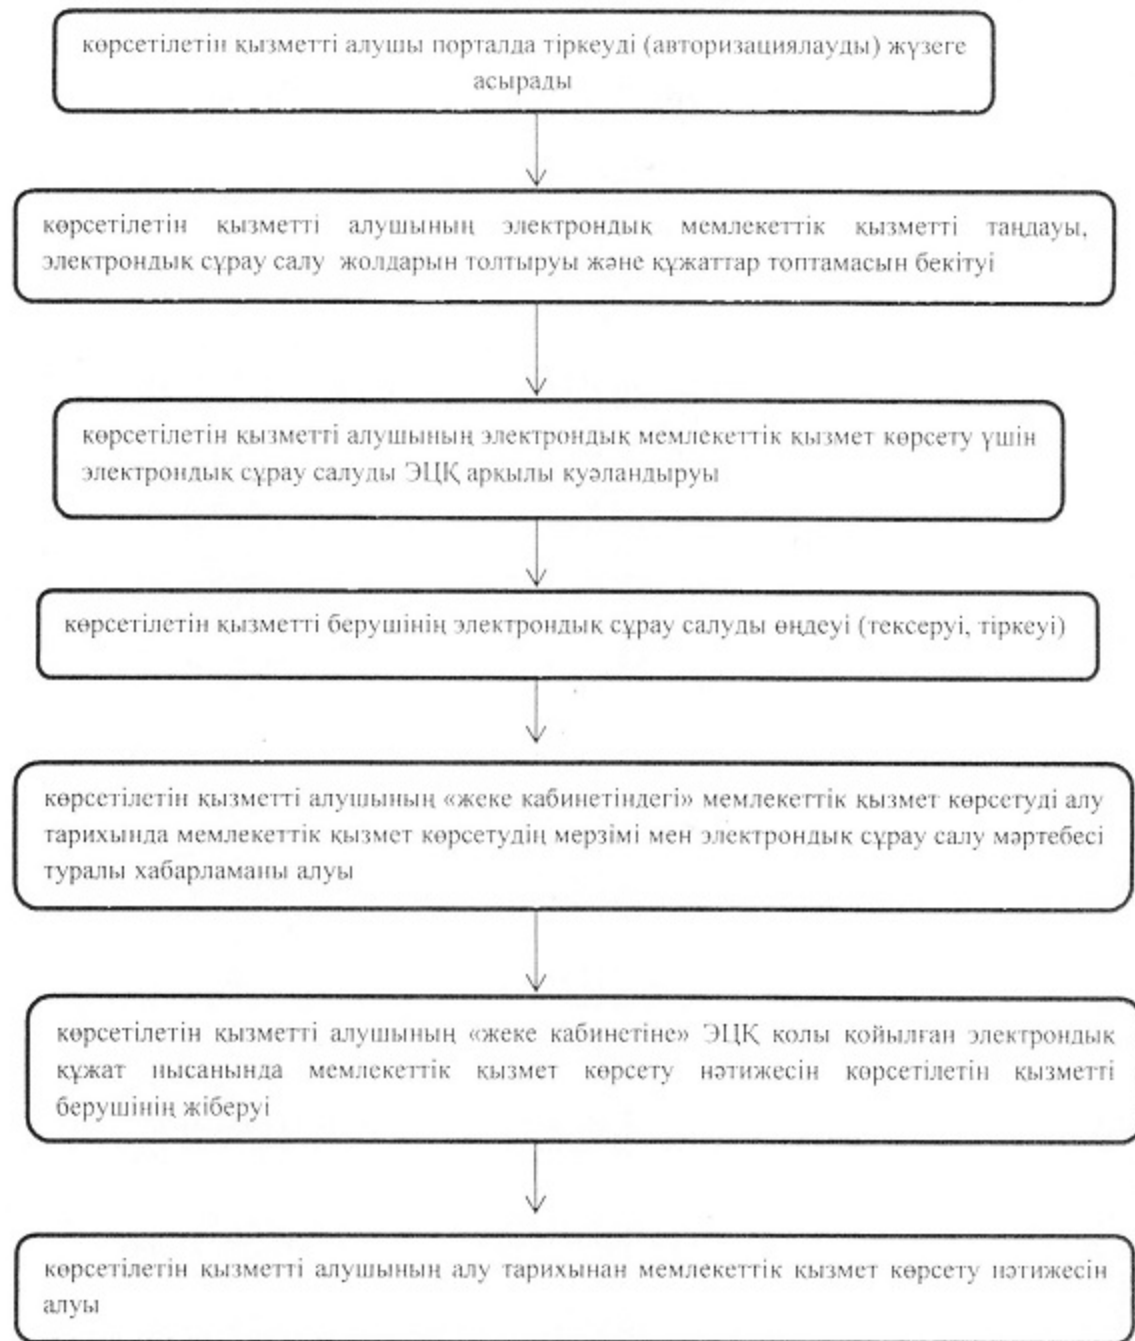 көрсетілетін қызметті алушы порталда тіркеуді (авторизациялауды) жүзеге
асырады
көрсетілетін қызметті алушының электрондық мемлекеттік қызметті таңдауы,
электрондық сұрау салу жолдарын толтыруы және құжаттар топтамасын бекітуі
көрсетілетін қызметті алушының электрондық мемлекеттік қызмет көрсету үшін
электрондық сұрау салуды ЭЦҚ арқылы куәландыруы
көрсетілетін қызметті берушінің электрондық сұрау салуды өңдеуі (тексеруі, тіркеуі)
көрсетілетін қызметті алушының «жеке кабинетіндегі» мемлекеттік қызмет көрсетуді алу
тарихында мемлекеттік қызмет көрсетудің мерзімі мен электрондық сұрау салу мәртебесі
туралы хабарламаны алуы
көрсетілетін қызметті алушының «жеке кабинетіне» ЭЦҚ қолы қойылған электрондық
құжат нысанында мемлекеттік қызмет көрсету нәтижесін көрсетілетін қызметті
берушінің жіберуі
көрсетілетін қызметті алушының алу тарихынан мемлекеттік қызмет көрсету нәтижесін
алуы